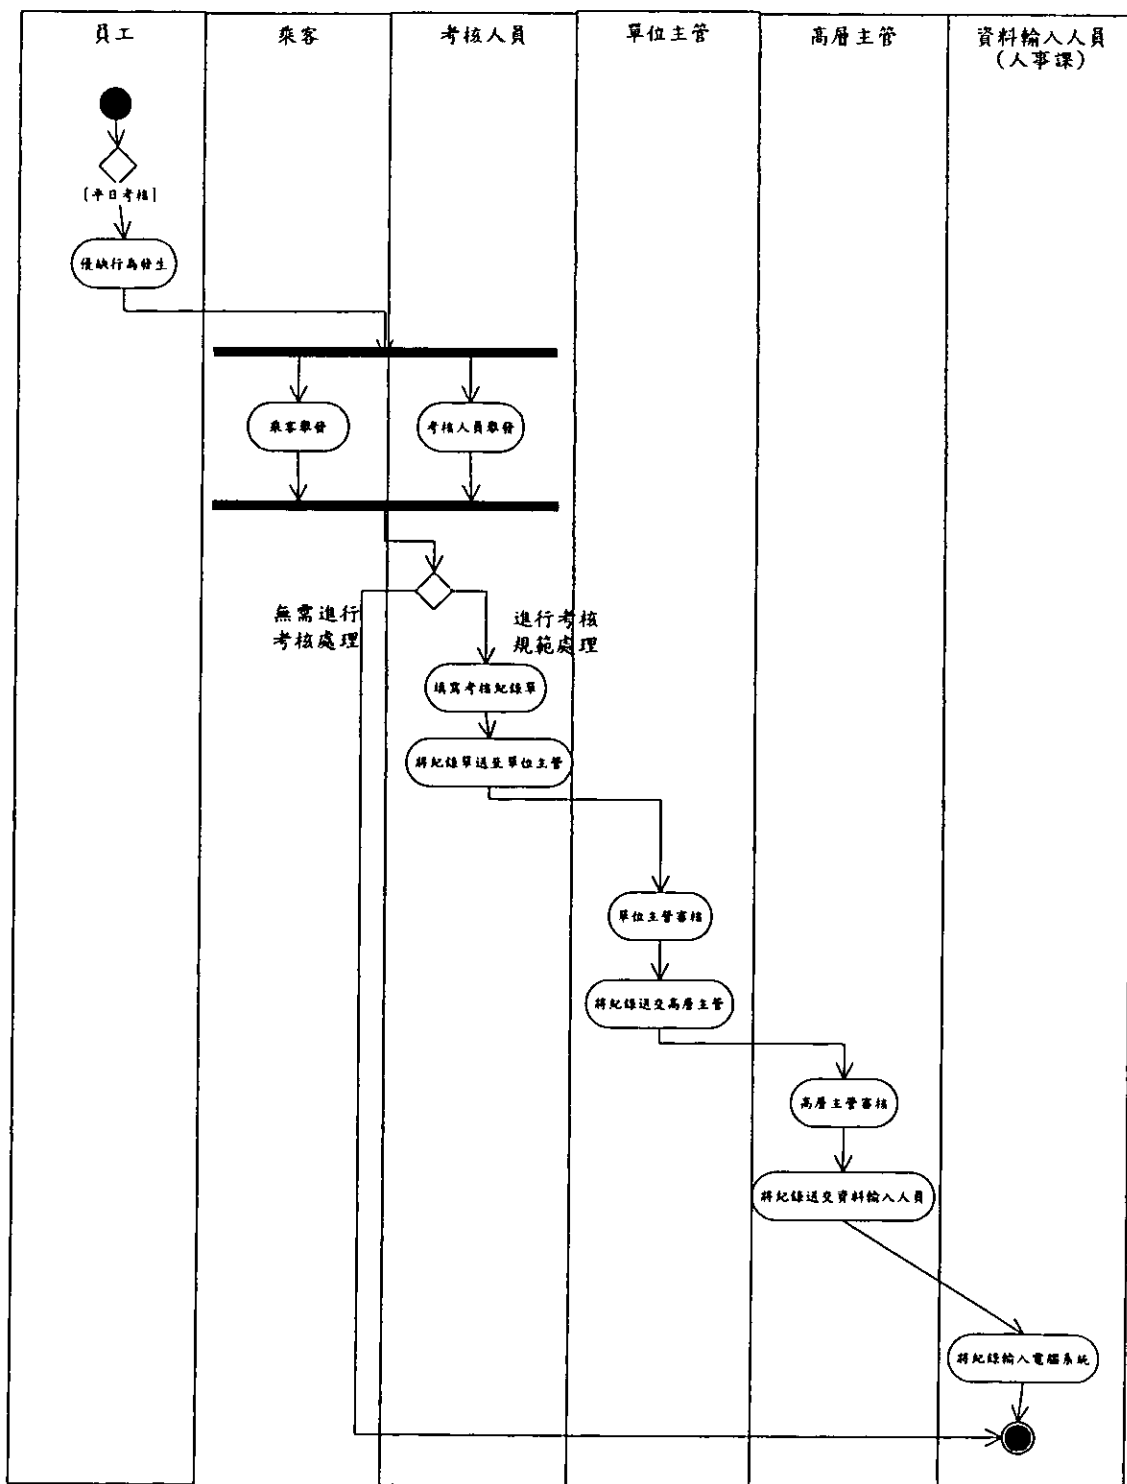 員工
乘客
考核人員
單位主管
高層主管
資料輸入人員
(人事課)
[平日考核]
優缺行為發生
乘客舉發
考核人員舉發
無需進行
考核處理
進行考核
規範處理
填寫考核紀錄單
將紀錄單送至單位主管
單位主管審核
將紀錄送交高層主管
高層主管審核
將紀錄送交資料輸入人員
將紀錄輸入電腦系統